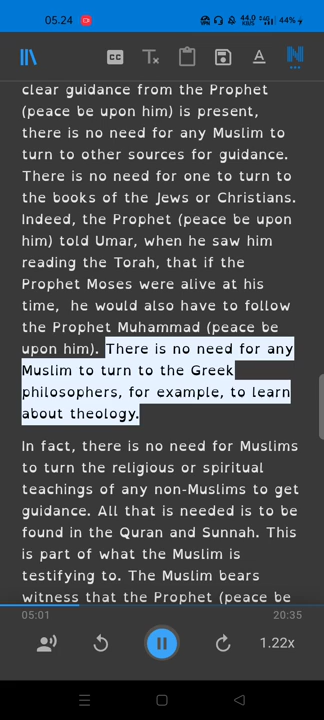 05.24
44.0 KB/S
44%
CC
clear guidance from the Prophet
(peace be upon him) is present,
there is no need for any Muslim to
turn to other sources for guidance.
There is no need for one to turn to
the books of the Jews or Christians.
Indeed, the Prophet (peace be upon
him) told Umar, when he saw him
reading the Torah, that if the
Prophet Moses were alive at his
time, he would also have to follow
the Prophet Muhammad (peace be
upon him). There is no need for any
Muslim to turn to the Greek
philosophers, for example, to learn
about theology.
In fact, there is no need for Muslims
to turn the religious or spiritual
teachings of any non-Muslims to get
guidance. All that is needed is to be
found in the Quran and Sunnah. This
is part of what the Muslim is
testifying to. The Muslim bears
witness that the Prophet (peace be
05:01
20:35
1.22x